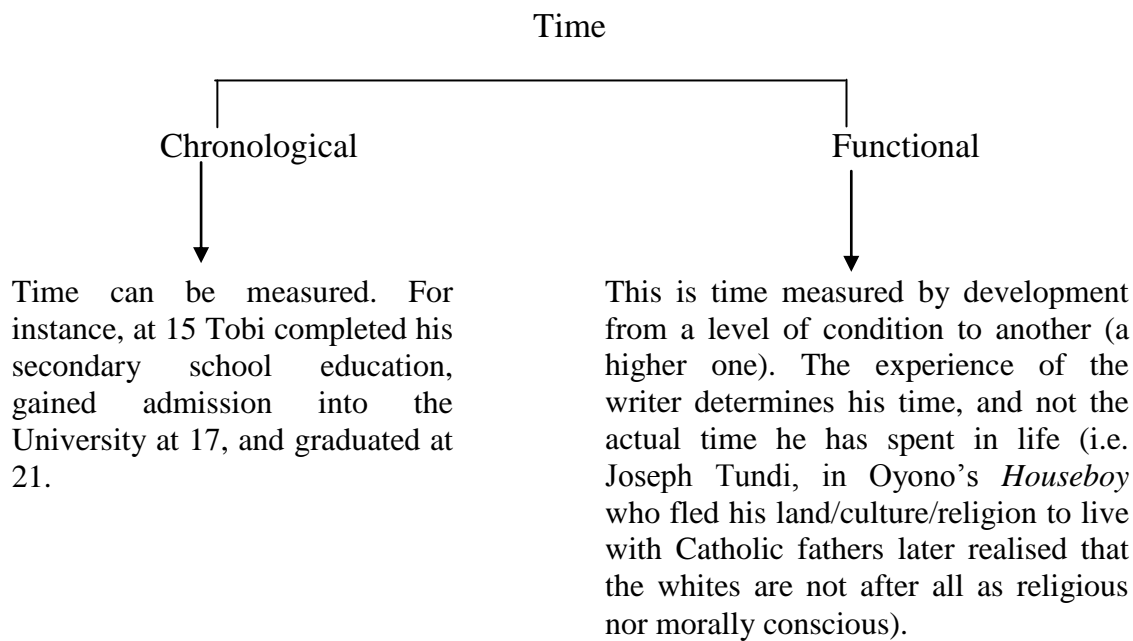 Time
Chronological
Functional
Time can be measured. For
instance, at 15 Tobi completed his
secondary school education,
gained admission into the
University at 17, and graduated at
21.
This is time measured by development
from a level of condition to another (a
higher one). The experience of the
writer determines his time, and not the
actual time he has spent in life (i.e.
Joseph Tundi, in Oyono’s Houseboy
who fled his land/culture/religion to live
with Catholic fathers later realised that
the whites are not after all as religious
nor morally conscious).